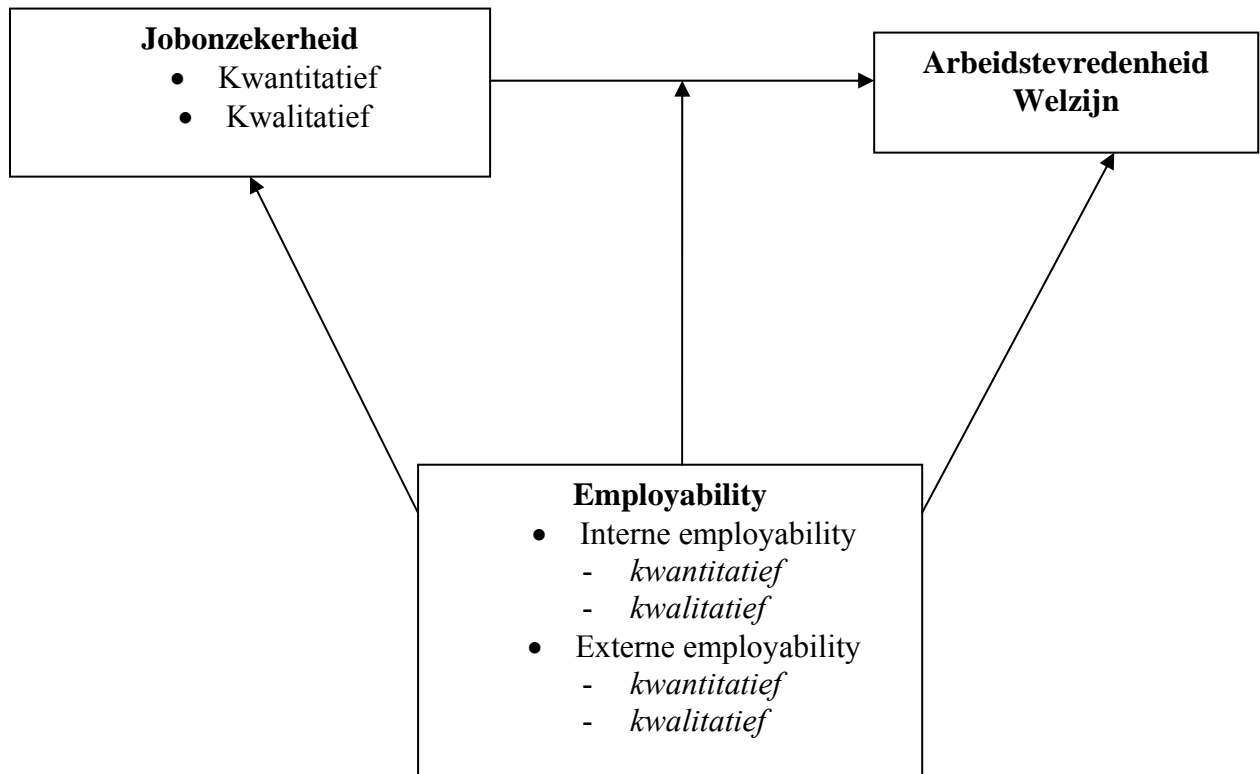 Jobonzekerheid
• Kwantitatief
• Kwalitatief
Arbeidstevredenheid
Welzijn
Employability
• Interne employability
- kwantitatief
- kwalitatief
• Externe employability
- kwantitatief
- kwalitatief